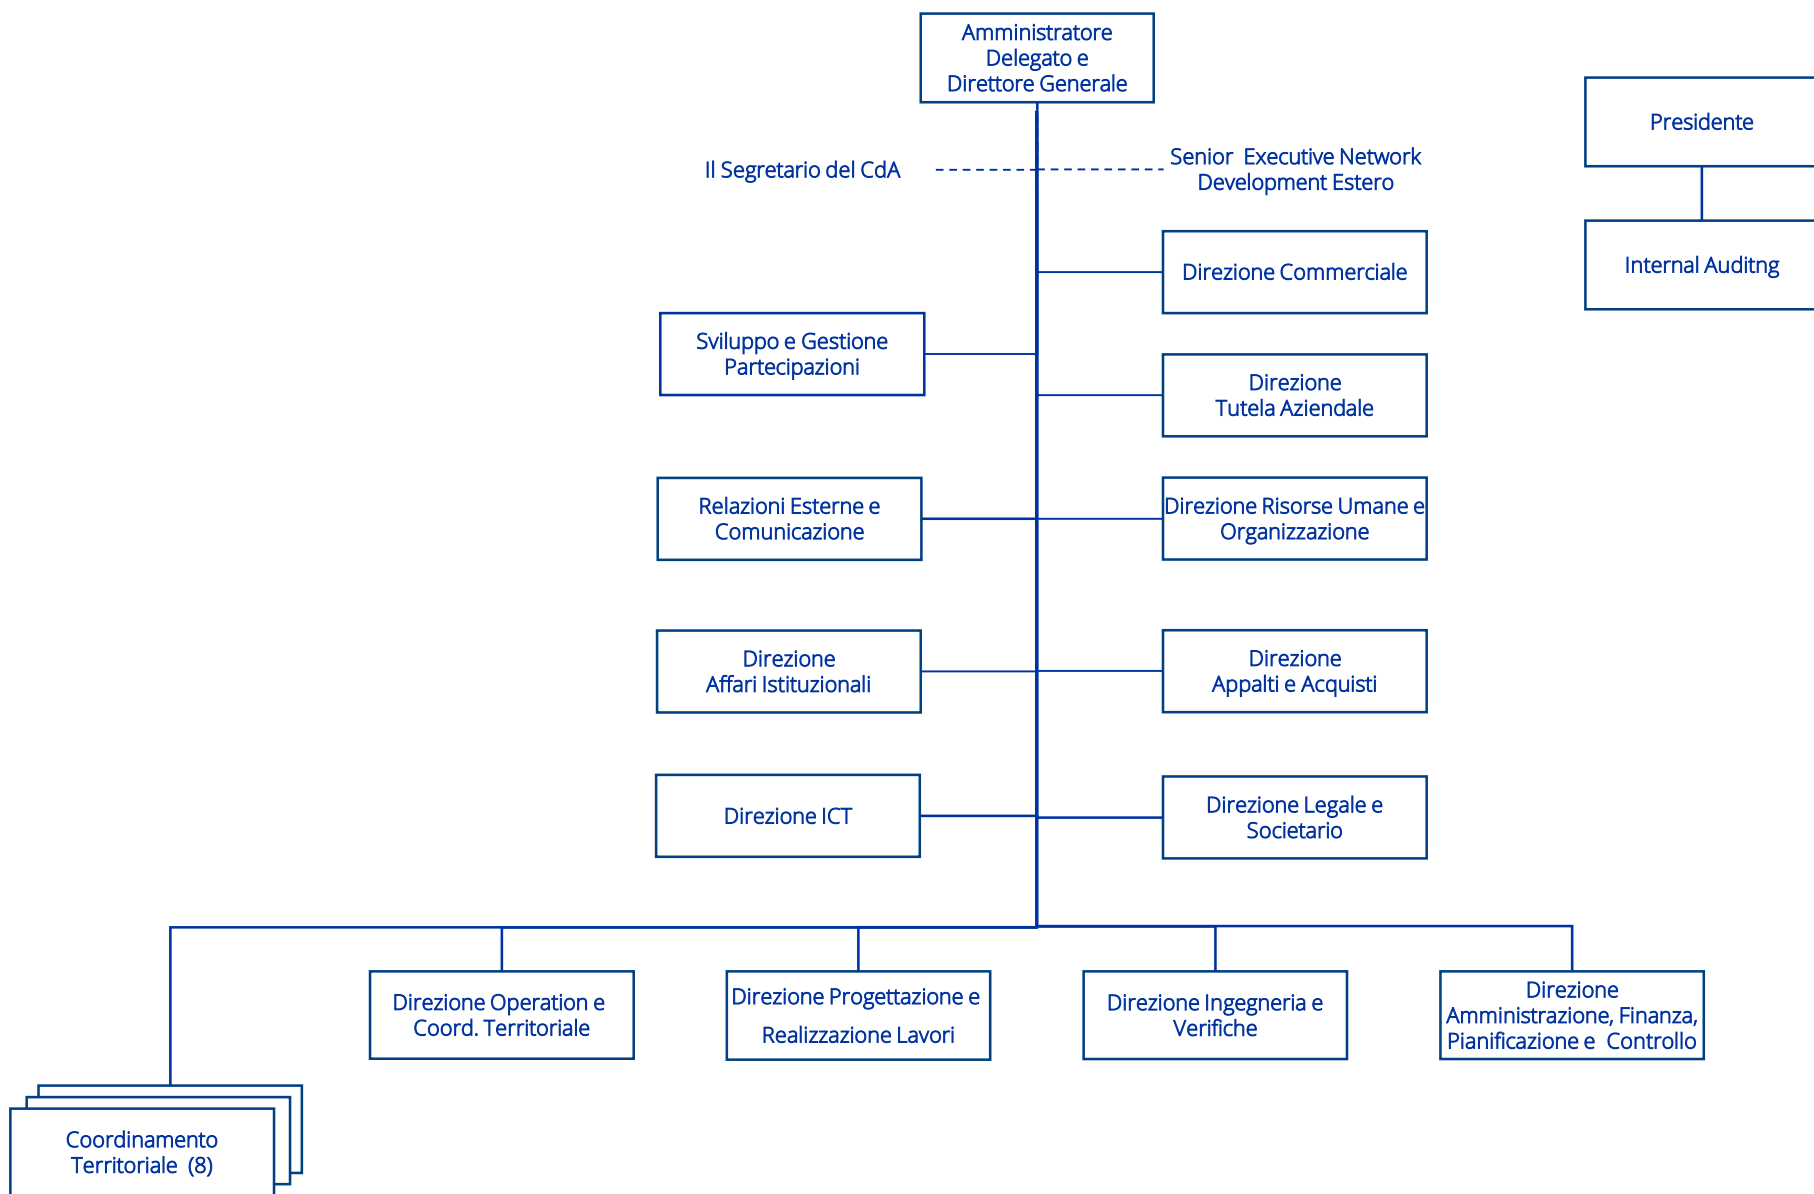 Amministratore
Delegato e
Direttore Generale
Presidente
Il Segretario del CdA
Senior Executive Network
Development Estero
Direzione Commerciale
Internal Auditng
Sviluppo e Gestione
Partecipazioni
Direzione
Tutela Aziendale
Relazioni Esterne e
Comunicazione
Direzione Risorse Umane e
Organizzazione
Direzione
Affari Istituzionali
Direzione
Appalti e Acquisti
Direzione ICT
Direzione Legale e
Societario
Direzione Operation e
Coord. Territoriale
Direzione Progettazione e
Realizzazione Lavori
Direzione Ingegneria e
Verifiche
Direzione
Amministrazione, Finanza,
Pianificazione e Controllo
Coordinamento
Territoriale (8)